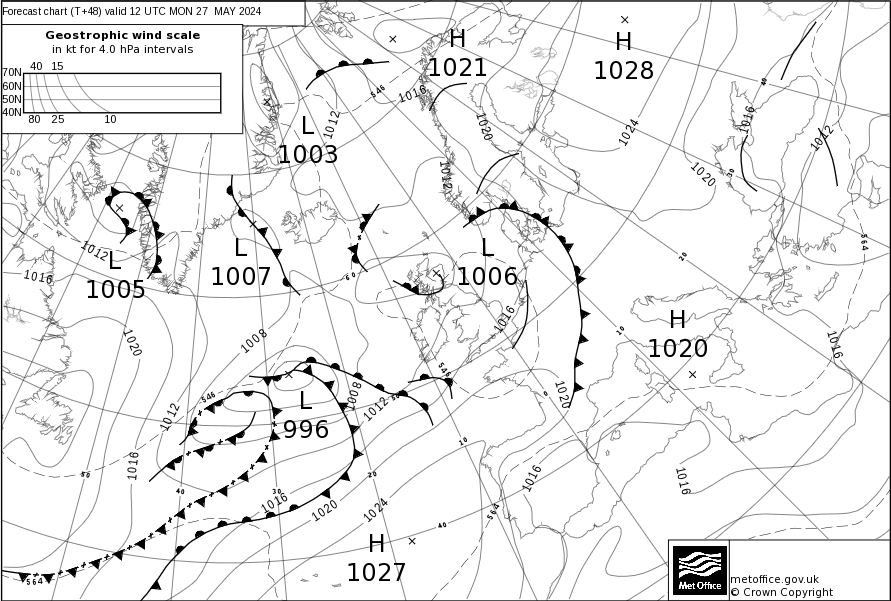 Forecast chart (T+48) valid 12 UTC MON 27 MAY 2024
Geostrophic wind scale
in kt for 4.0 hPa intervals
40 15
70N
60N
50N
40N
80 25 10
H
1021
H
1028
L
1003
546
1016
1012
1020
1024
40
1016
1012
1020
30
1012
564
L
1005
1012
1016
L
1007
60
L
1006
20
1016
H
1020
10
1016
1020
1008
546
1008
1012
50
546
0
1020
1012
L
996
1016
50
40
30
1016
20
1020
1024
10
1016
564
40
1016
H
1027
564
Met Office
metoffice.gov.uk
© Crown Copyright